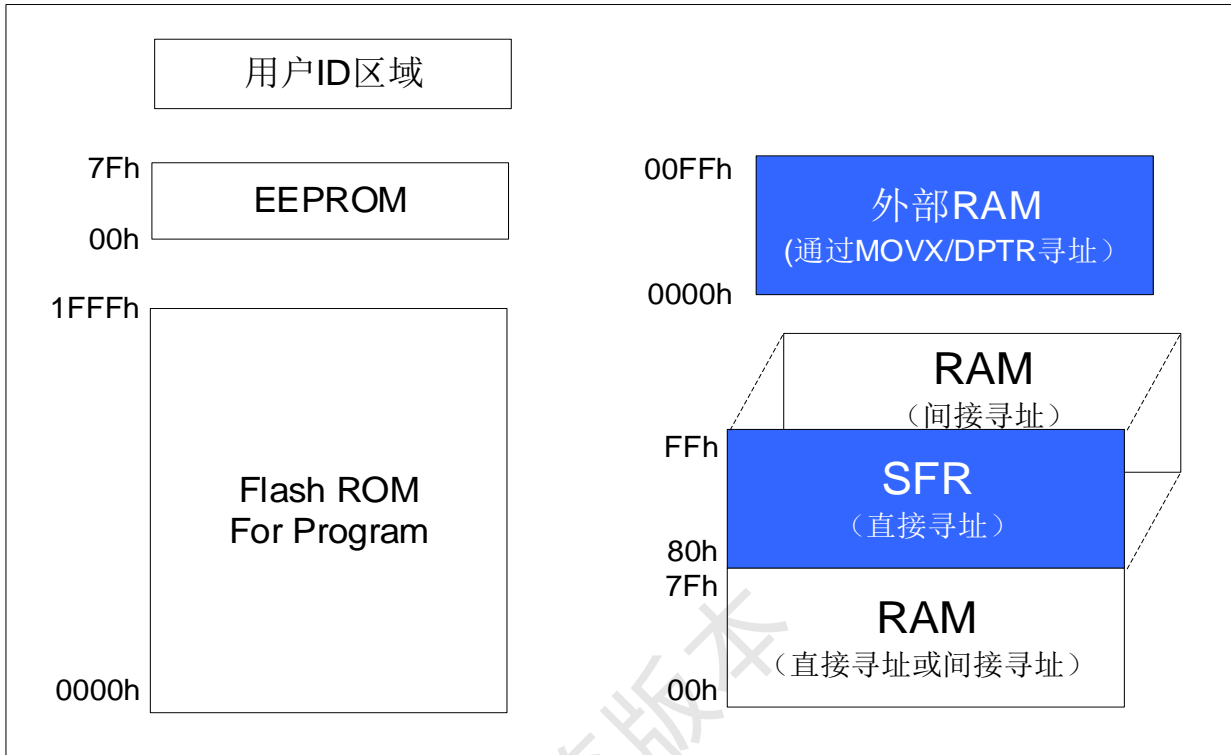 用户ID区域
7Fh
EEPROM
00h
1FFFh
Flash ROM
For Program
0000h
00FFh
外部RAM
(通过MOVX/DPTR寻址）
0000h
RAM
（间接寻址）
FFh
SFR
（直接寻址）
80h
7Fh
RAM
（直接寻址或间接寻址）
00h
版本